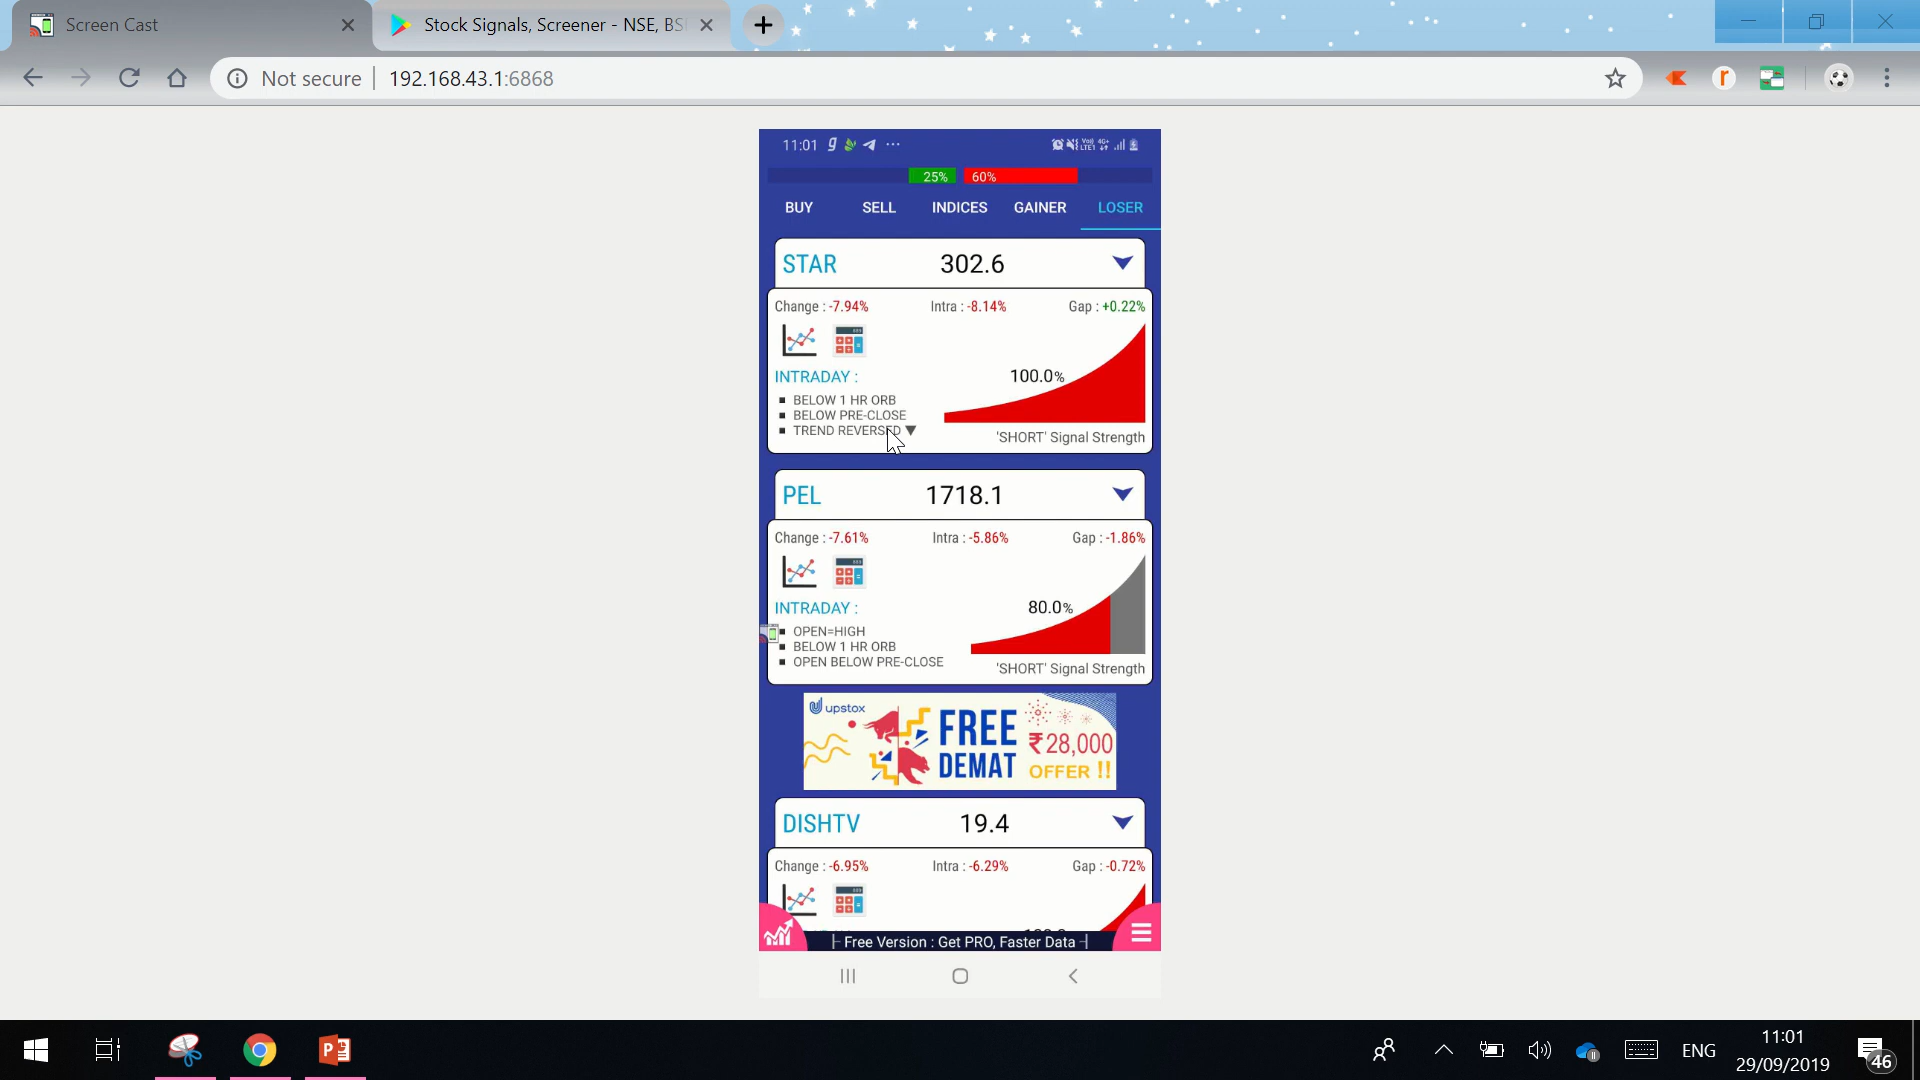 Screen Cast
Stock Signals, Screener - NSE, BS
Not secure
192.168.43.1:6868
11:01
25%
60%
BUY SELL INDICES GAINER LOSER
STAR 302.6
Change : -7.94% Intra : -8.14% Gap : +0.22%
100.0%
INTRADAY :
BELOW 1 HR ORB
BELOW PRE-CLOSE
TREND REVERSED ▼
'SHORT' Signal Strength
PEL 1718.1
Change : -7.61% Intra : -5.86% Gap : -1.86%
80.0%
INTRADAY :
OPEN=HIGH
BELOW 1 HR ORB
OPEN BELOW PRE-CLOSE
'SHORT' Signal Strength
upstox
FREE
DEMAT
₹28,000
OFFER !!
DISHTV 19.4
Change : -6.95% Intra : -6.29% Gap : -0.72%
Free Version : Get PRO, Faster Data
ENG
11:01
29/09/2019
46